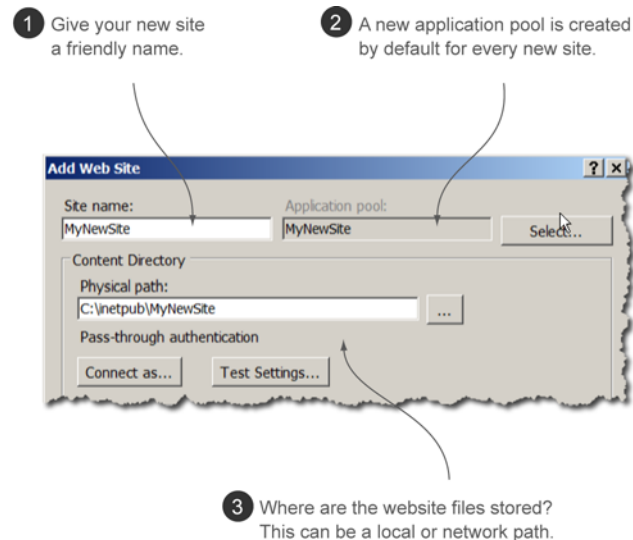 1 Give your new site
a friendly name.
2 A new application pool is created
by default for every new site.
Add Web Site
Site name:
Application pool:
MyNewSite
MyNewSite
Select...
Content Directory
Physical path:
C:\inetpub\MyNewSite
...
Pass-through authentication
Connect as...
Test Settings...
3 Where are the website files stored?
This can be a local or network path.